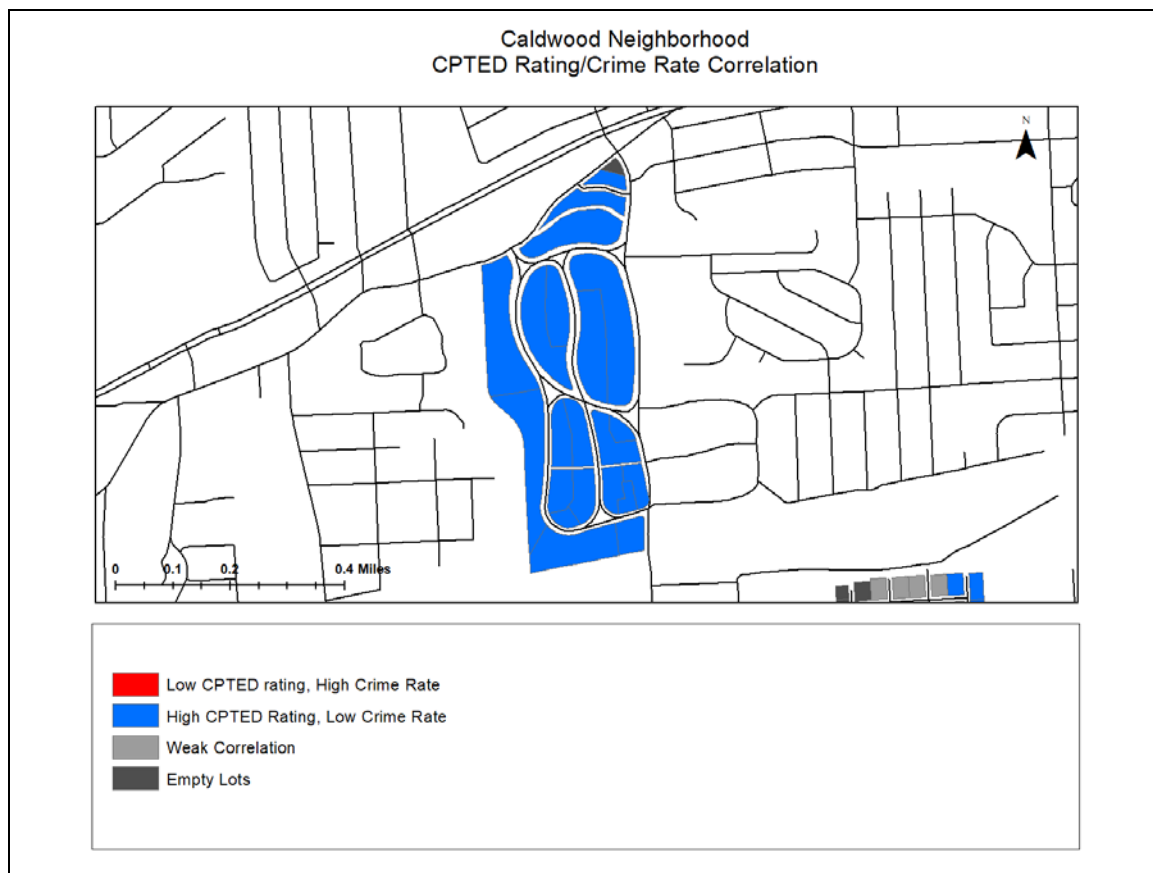 Caldwood Neighborhood
CPTED Rating/Crime Rate Correlation
N
0 0.1 0.2 0.4 Miles
Low CPTED rating, High Crime Rate
High CPTED Rating, Low Crime Rate
Weak Correlation
Empty Lots